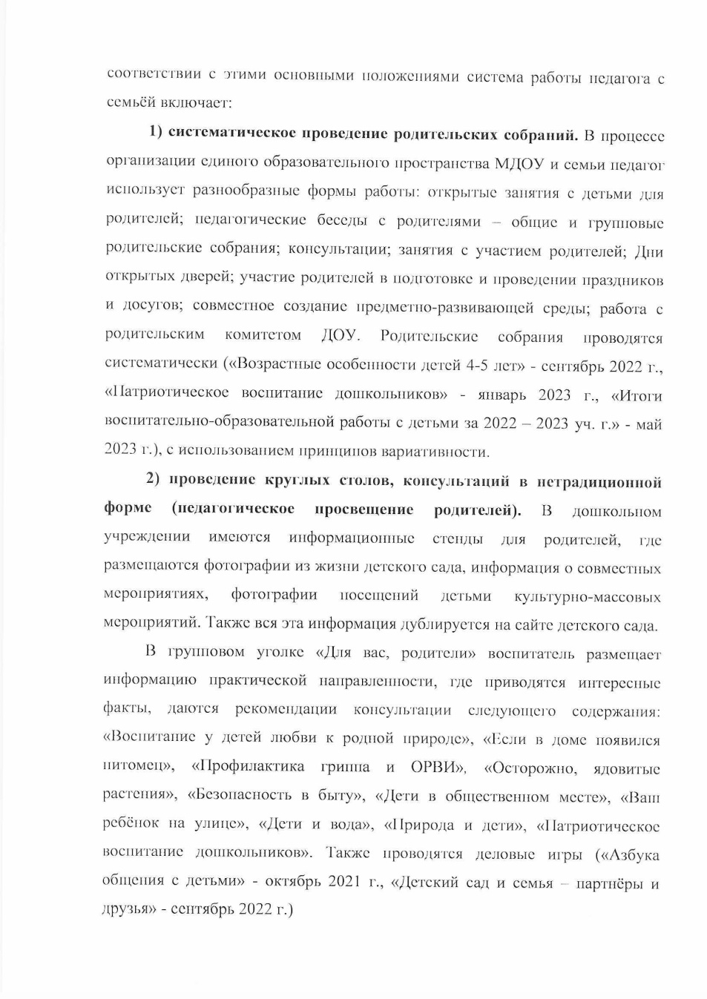 соответствии с этими основными положениями система работы педагога с
семьёй включает:
1) систематическое проведение родительских собраний. В процессе
организации единого образовательного пространства МДОУ и семьи педагог
использует разнообразные формы работы: открытые занятия с детьми для
родителей; педагогические беседы с родителями – общие и групповые
родительские собрания; консультации; занятия с участием родителей; Дни
открытых дверей; участие родителей в подготовке и проведении праздников
и досугов; совместное создание предметно-развивающей среды; работа с
родительским комитетом ДОУ. Родительские собрания проводятся
систематически («Возрастные особенности детей 4-5 лет» - сентябрь 2022 г.,
«Патриотическое воспитание дошкольников» - январь 2023 г., «Итоги
воспитательно-образовательной работы с детьми за 2022 – 2023 уч. г.» - май
2023 г.), с использованием принципов вариативности.
2) проведение круглых столов, консультаций в нетрадиционной
форме (педагогическое просвещение родителей). В дошкольном
учреждении имеются информационные стенды для родителей, где
размещаются фотографии из жизни детского сада, информация о совместных
мероприятиях, фотографии посещений детьми культурно-массовых
мероприятий. Также вся эта информация дублируется на сайте детского сада.
В групповом уголке «Для вас, родители» воспитатель размещает
информацию практической направленности, где приводятся интересные
факты, даются рекомендации консультации следующего содержания:
«Воспитание у детей любви к родной природе», «Если в доме появился
питомец», «Профилактика гриппа и ОРВИ», «Осторожно, ядовитые
растения», «Безопасность в быту», «Дети в общественном месте», «Ваш
ребёнок на улице», «Дети и вода», «Природа и дети», «Патриотическое
воспитание дошкольников». Также проводятся деловые игры («Азбука
общения с детьми» - октябрь 2021 г., «Детский сад и семья – партнёры и
друзья» - сентябрь 2022 г.)